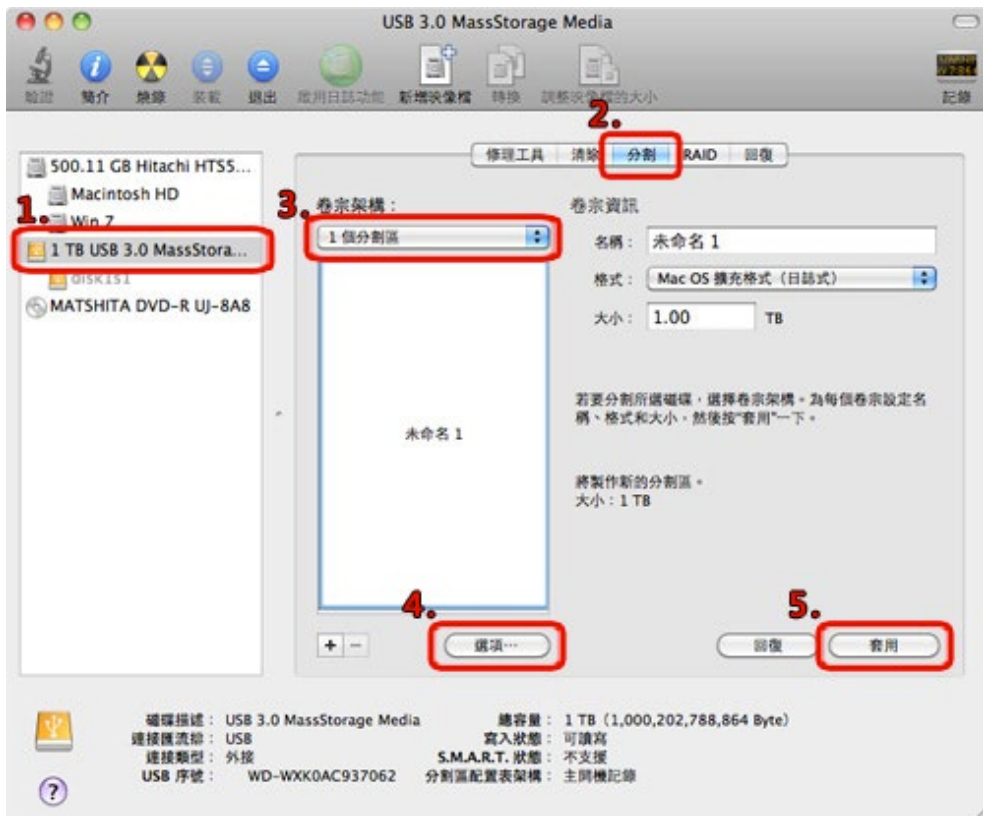 USB 3.0 MassStorage Media
驗證 簡介 燒錄 裝載 退出 啟用日誌功能 新增映像檔 轉換 調整映像檔的大小 記錄
2.
修理工具 清除 分割 RAID 回復
500.11 GB Hitachi HTS5...
Macintosh HD
1.
Win 7
1 TB USB 3.0 MassStora...
disk1s1
MATSHITA DVD-R UJ-8A8
3.
卷宗架構：
1 個分割區
未命名 1
卷宗資訊
名稱： 未命名 1
格式： Mac OS 擴充格式（日誌式）
大小： 1.00 TB
若要分割所選磁碟，選擇卷宗架構。為每個卷宗設定名
稱、格式和大小，然後按“套用”一下。
將製作新的分割區。
大小：1 TB
4.
5.
+ − 選項⋯ 回復 套用
磁碟描述： USB 3.0 MassStorage Media 總容量： 1 TB（1,000,202,788,864 Byte）
連接匯流排： USB 寫入狀態： 可讀寫
連接類型： 外接 S.M.A.R.T. 狀態： 不支援
USB 序號： WD-WXK0AC937062 分割區配置表架構： 主開機記錄
?